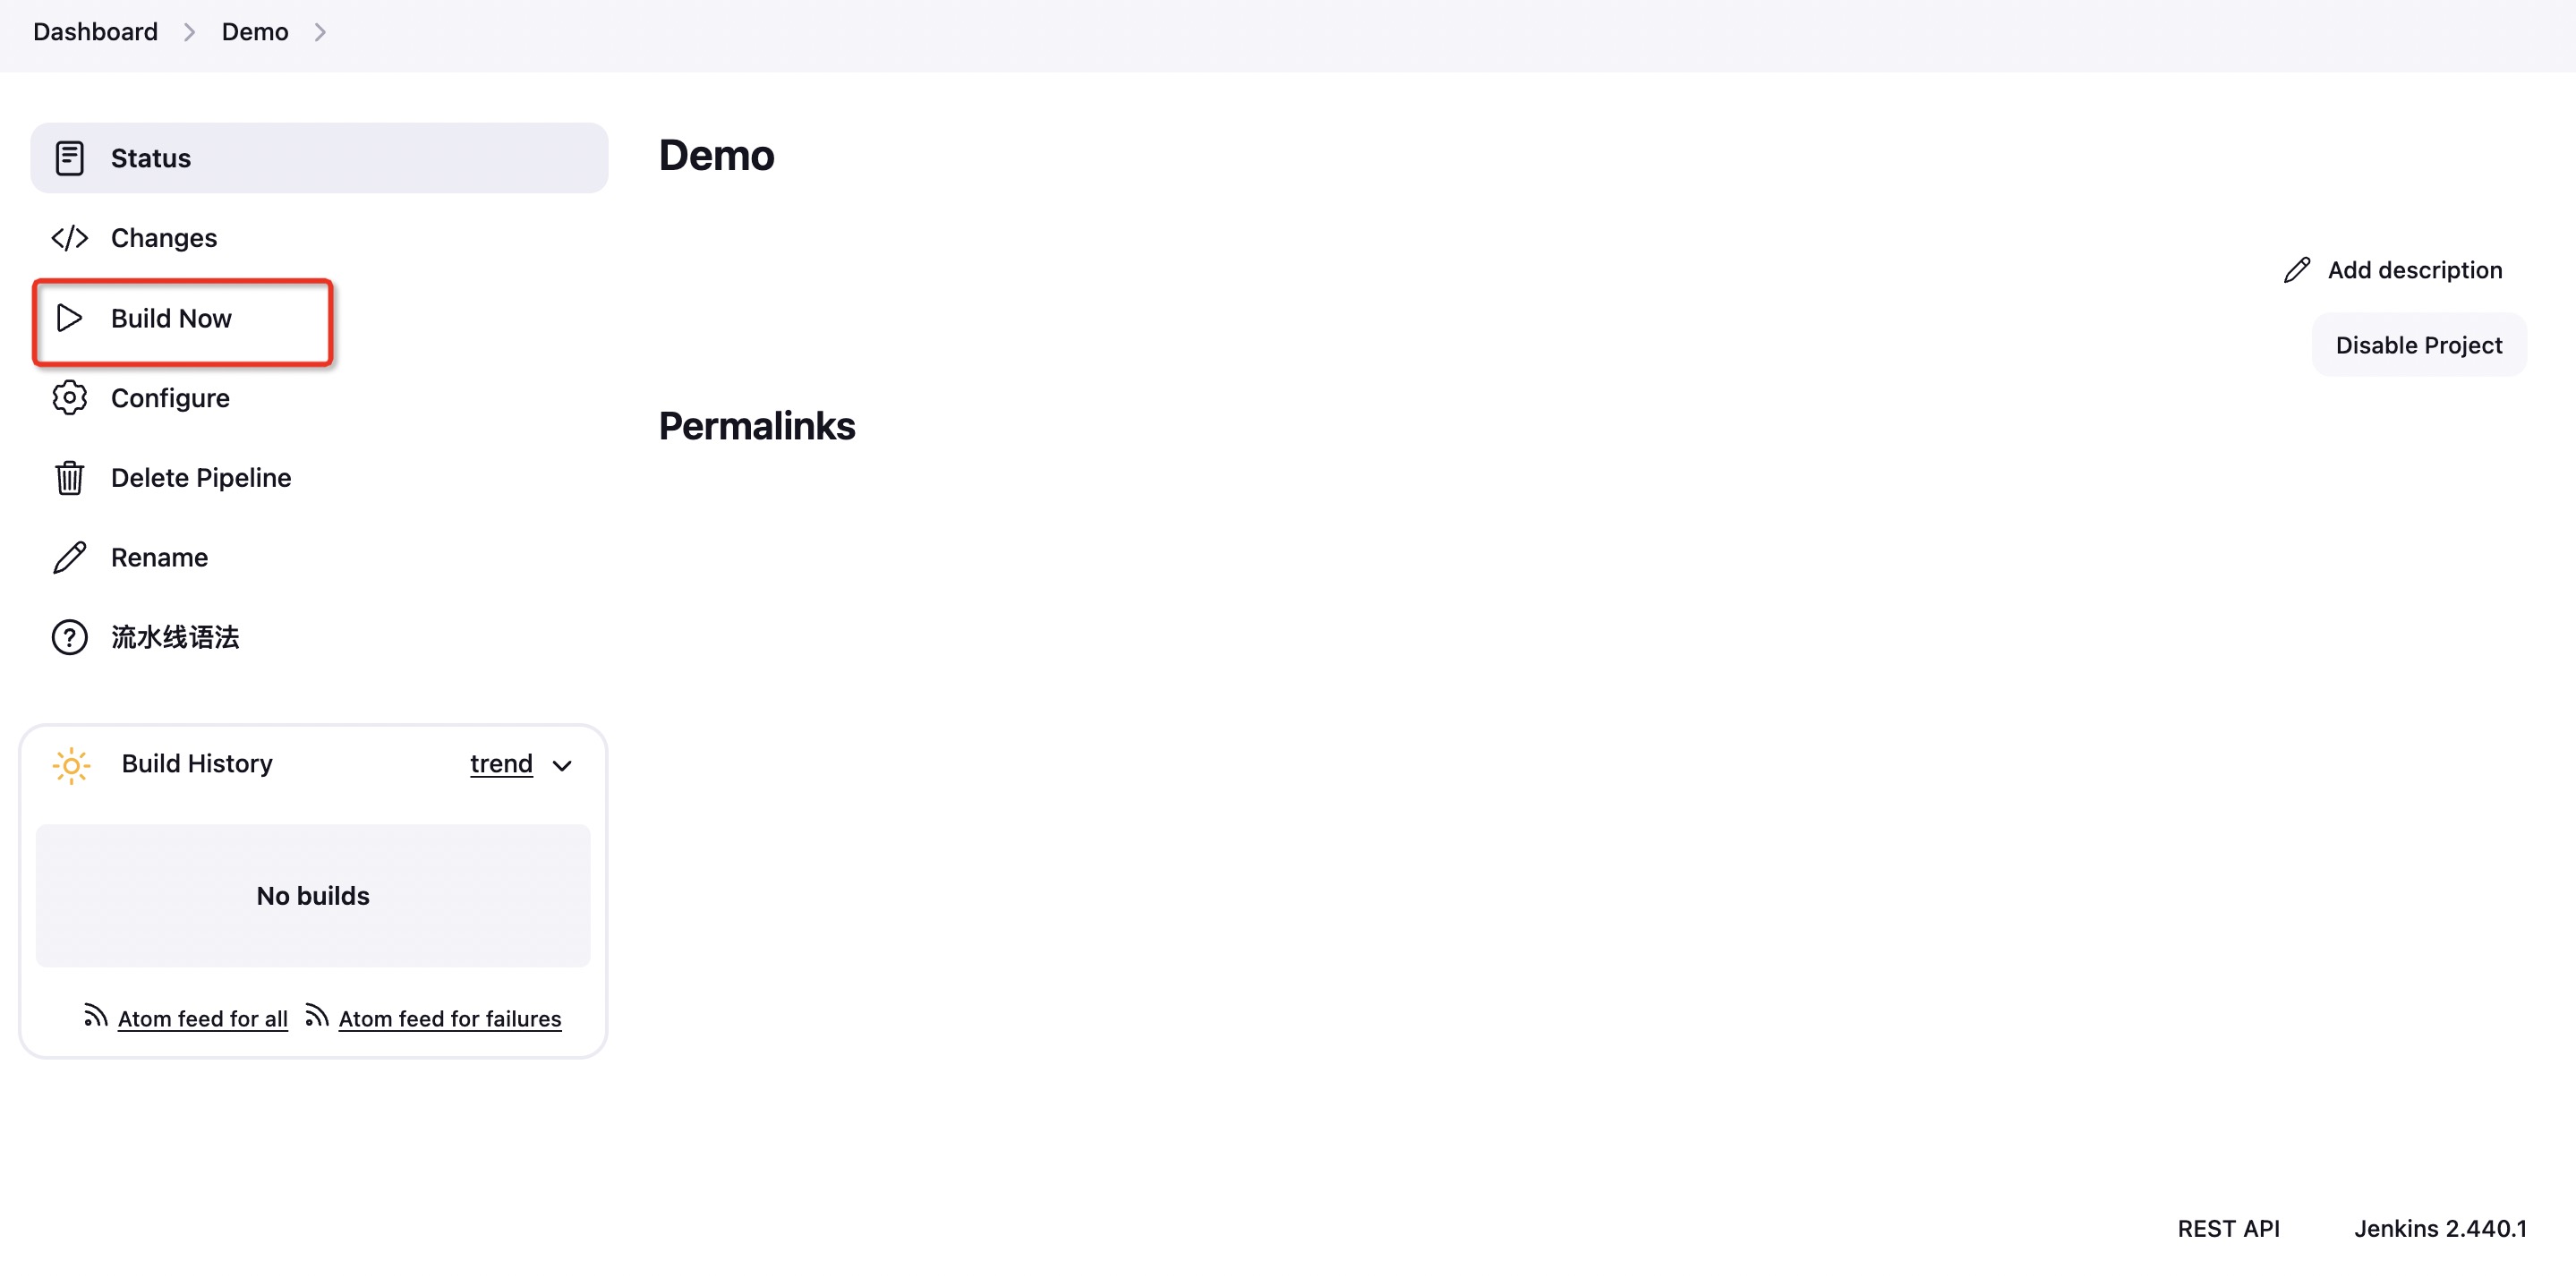 Dashboard Demo
Status
Changes
Build Now
Configure
Delete Pipeline
Rename
流水线语法
Build History trend
No builds
Atom feed for all Atom feed for failures
Demo
Add description
Disable Project
Permalinks
REST API Jenkins 2.440.1